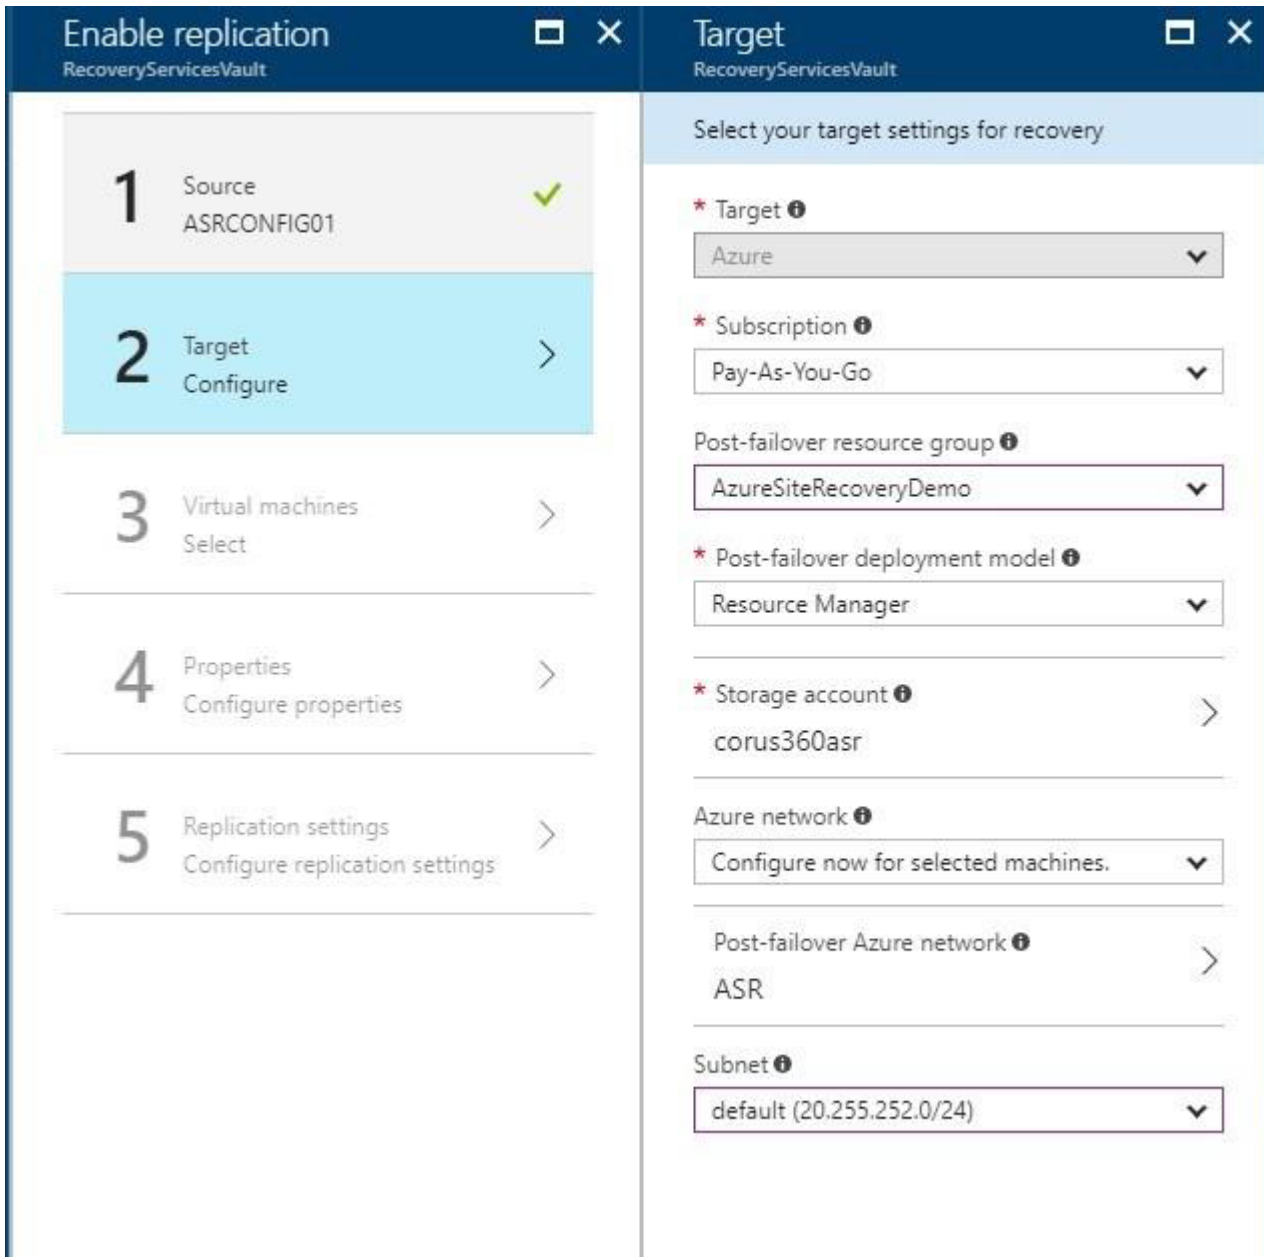 Enable replication
RecoveryServicesVault
1
Source
ASRCONFIG01
2
Target
Configure
3
Virtual machines
Select
4
Properties
Configure properties
5
Replication settings
Configure replication settings
Target
RecoveryServicesVault
Select your target settings for recovery
* Target
Azure
* Subscription
Pay-As-You-Go
Post-failover resource group
AzureSiteRecoveryDemo
* Post-failover deployment model
Resource Manager
* Storage account
corus360asr
Azure network
Configure now for selected machines.
Post-failover Azure network
ASR
Subnet
default (20.255.252.0/24)